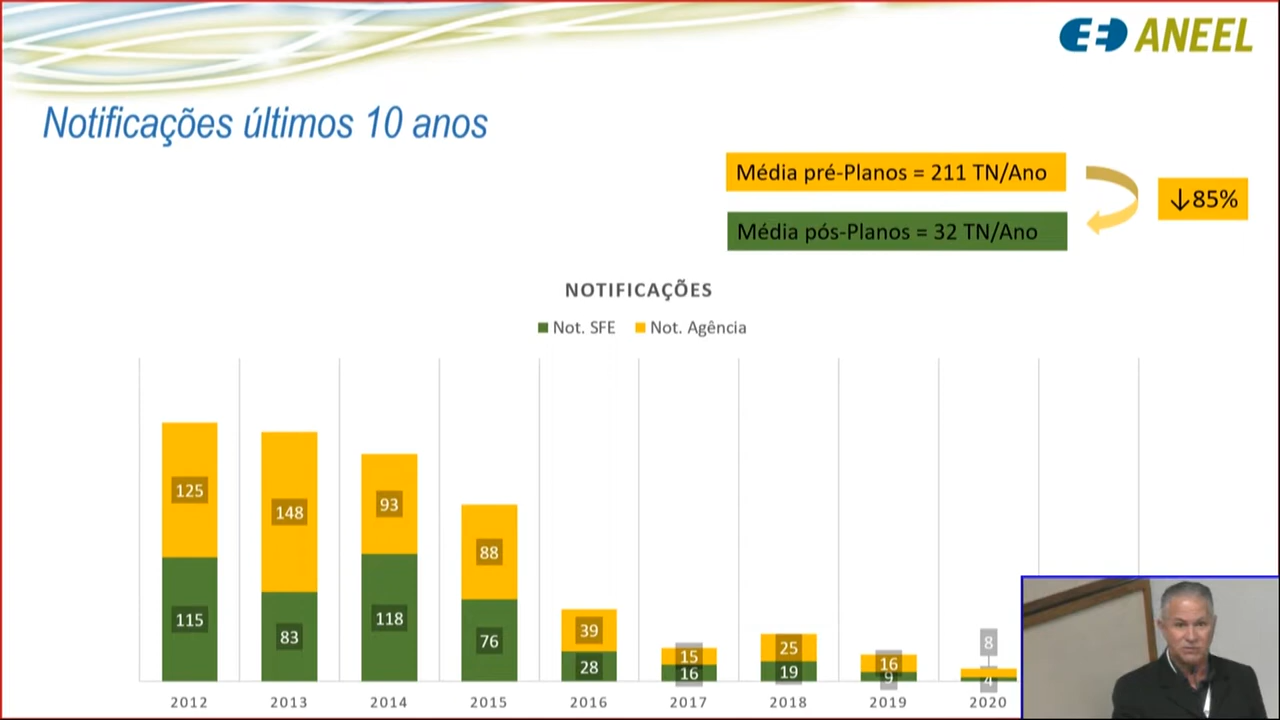 ANEEL
Notificações últimos 10 anos
Média pré-Planos = 211 TN/Ano
↓85%
Média pós-Planos = 32 TN/Ano
NOTIFICAÇÕES
Not. SFE Not. Agência
125 148 93 88 39 15 25 16 8
115 83 118 76 28 16 19 9 4
2012 2013 2014 2015 2016 2017 2018 2019 2020